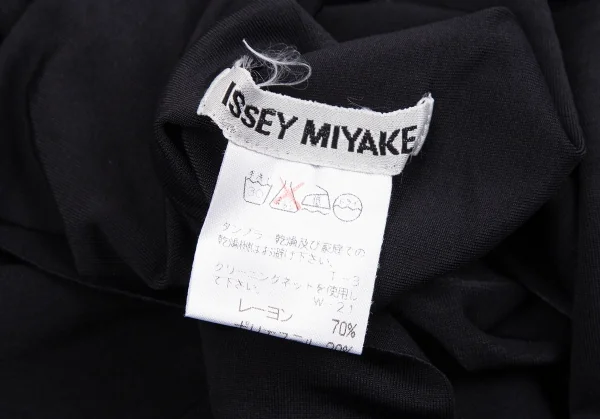 ISSEY MIYAKE
タンブラー乾燥及び家庭での
乾燥機はお避け下さい。
T-3
クリーニングネットを使用し
て下さい。
W-21
レーヨン 70%